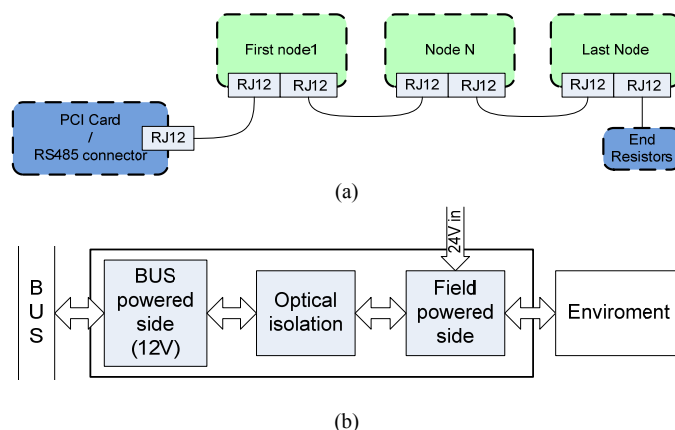 First node1
Node N
Last Node
RJ12 RJ12
RJ12 RJ12
RJ12 RJ12
PCI Card
/
RS485 connector
RJ12
End
Resistors
(a)
24V in
BUS
BUS
powered
side
(12V)
Optical
isolation
Field
powered
side
Enviroment
(b)